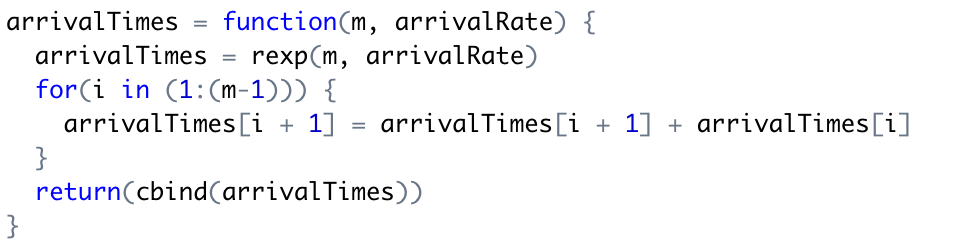 arrivalTimes = function(m, arrivalRate) {
  arrivalTimes = rexp(m, arrivalRate)
  for(i in (1:(m-1))) {
    arrivalTimes[i + 1] = arrivalTimes[i + 1] + arrivalTimes[i]
  }
  return(cbind(arrivalTimes))
}